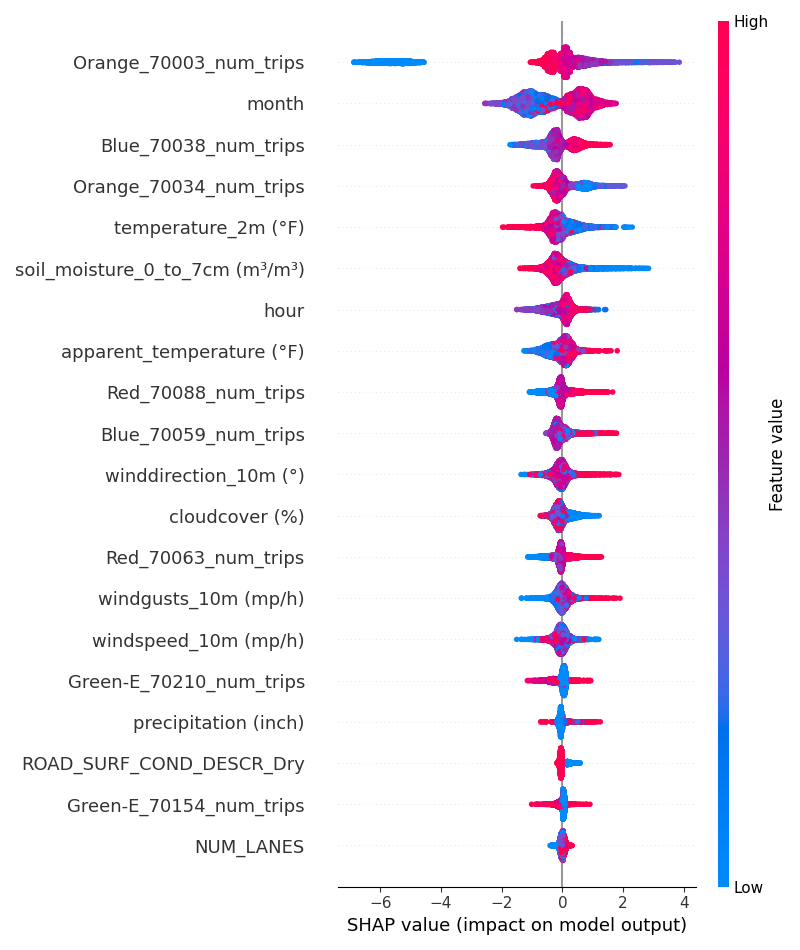 High
Orange_70003_num_trips
month
Blue_70038_num_trips
Orange_70034_num_trips
temperature_2m (°F)
soil_moisture_0_to_7cm (m³/m³)
hour
apparent_temperature (°F)
Red_70088_num_trips
Blue_70059_num_trips
winddirection_10m (°)
cloudcover (%)
Red_70063_num_trips
windgusts_10m (mp/h)
windspeed_10m (mp/h)
Green-E_70210_num_trips
precipitation (inch)
ROAD_SURF_COND_DESCR_Dry
Green-E_70154_num_trips
NUM_LANES
Feature value
Low
−6 −4 −2 0 2 4
SHAP value (impact on model output)